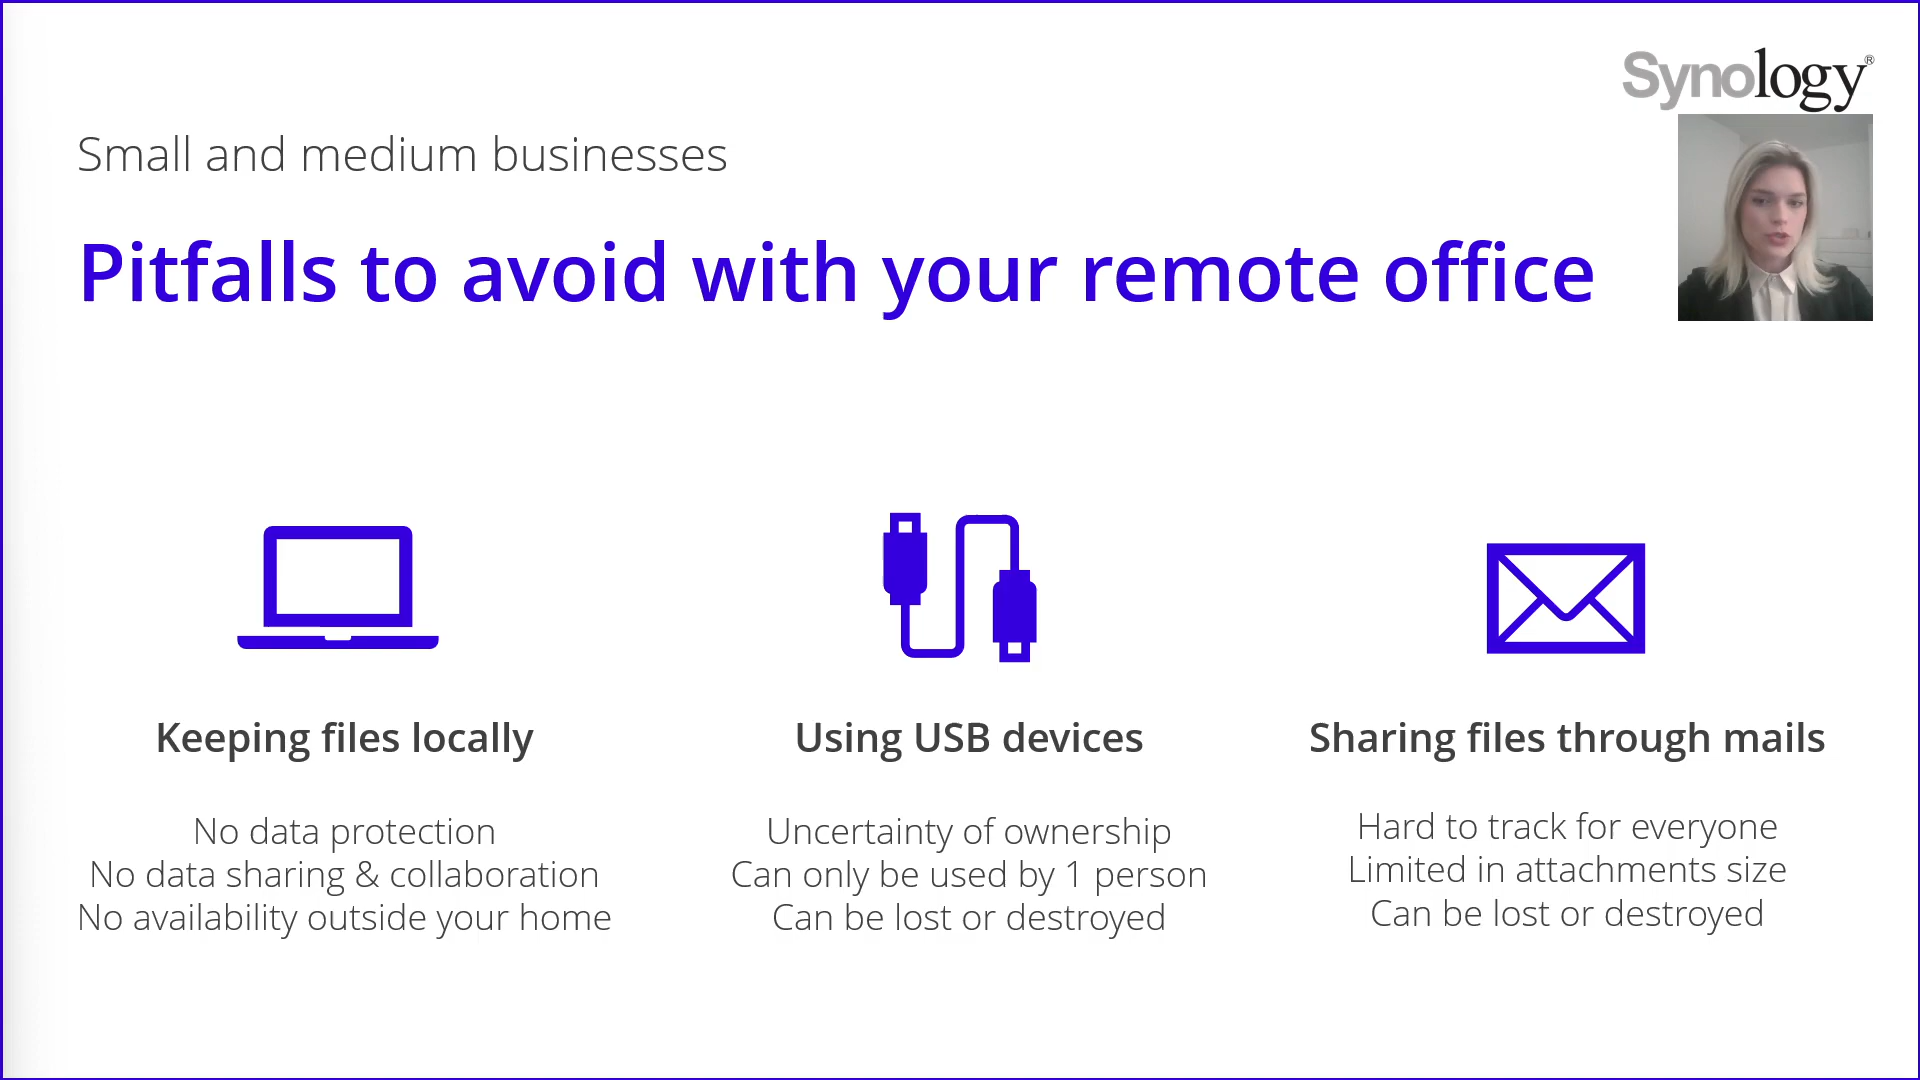 Synology®
Small and medium businesses
Pitfalls to avoid with your remote office
Keeping files locally
No data protection
No data sharing & collaboration
No availability outside your home
Using USB devices
Uncertainty of ownership
Can only be used by 1 person
Can be lost or destroyed
Sharing files through mails
Hard to track for everyone
Limited in attachments size
Can be lost or destroyed